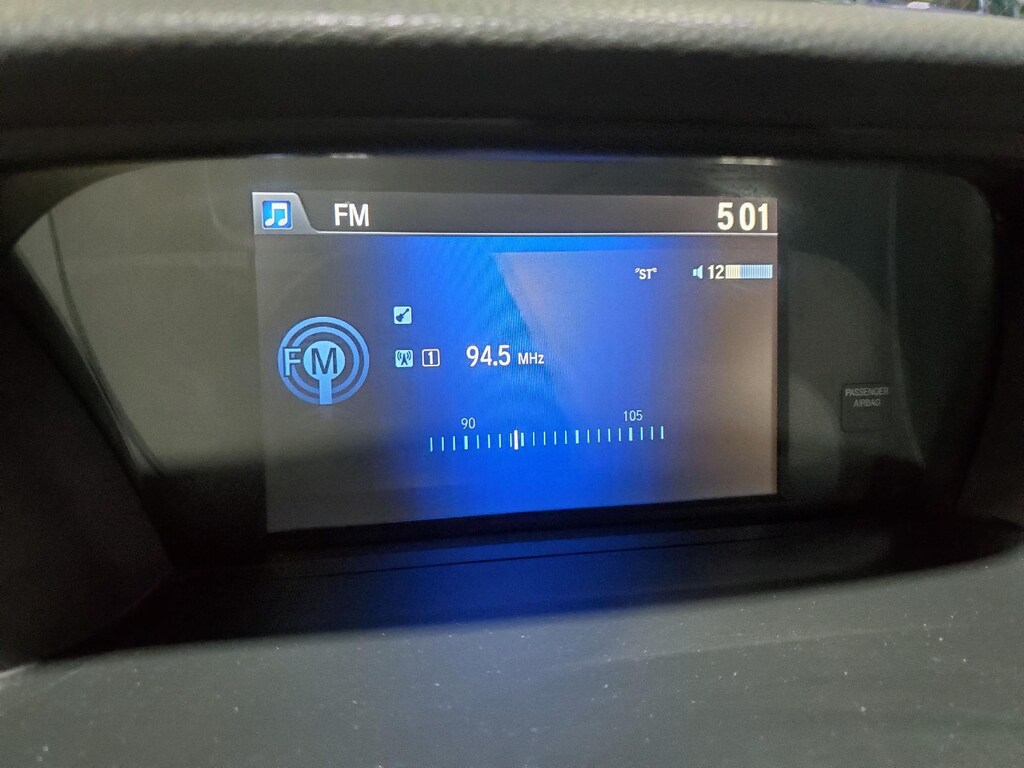 FM 5 01
"ST" 12
FM
1 94.5 MHz
90 105
PASSENGER
AIRBAG